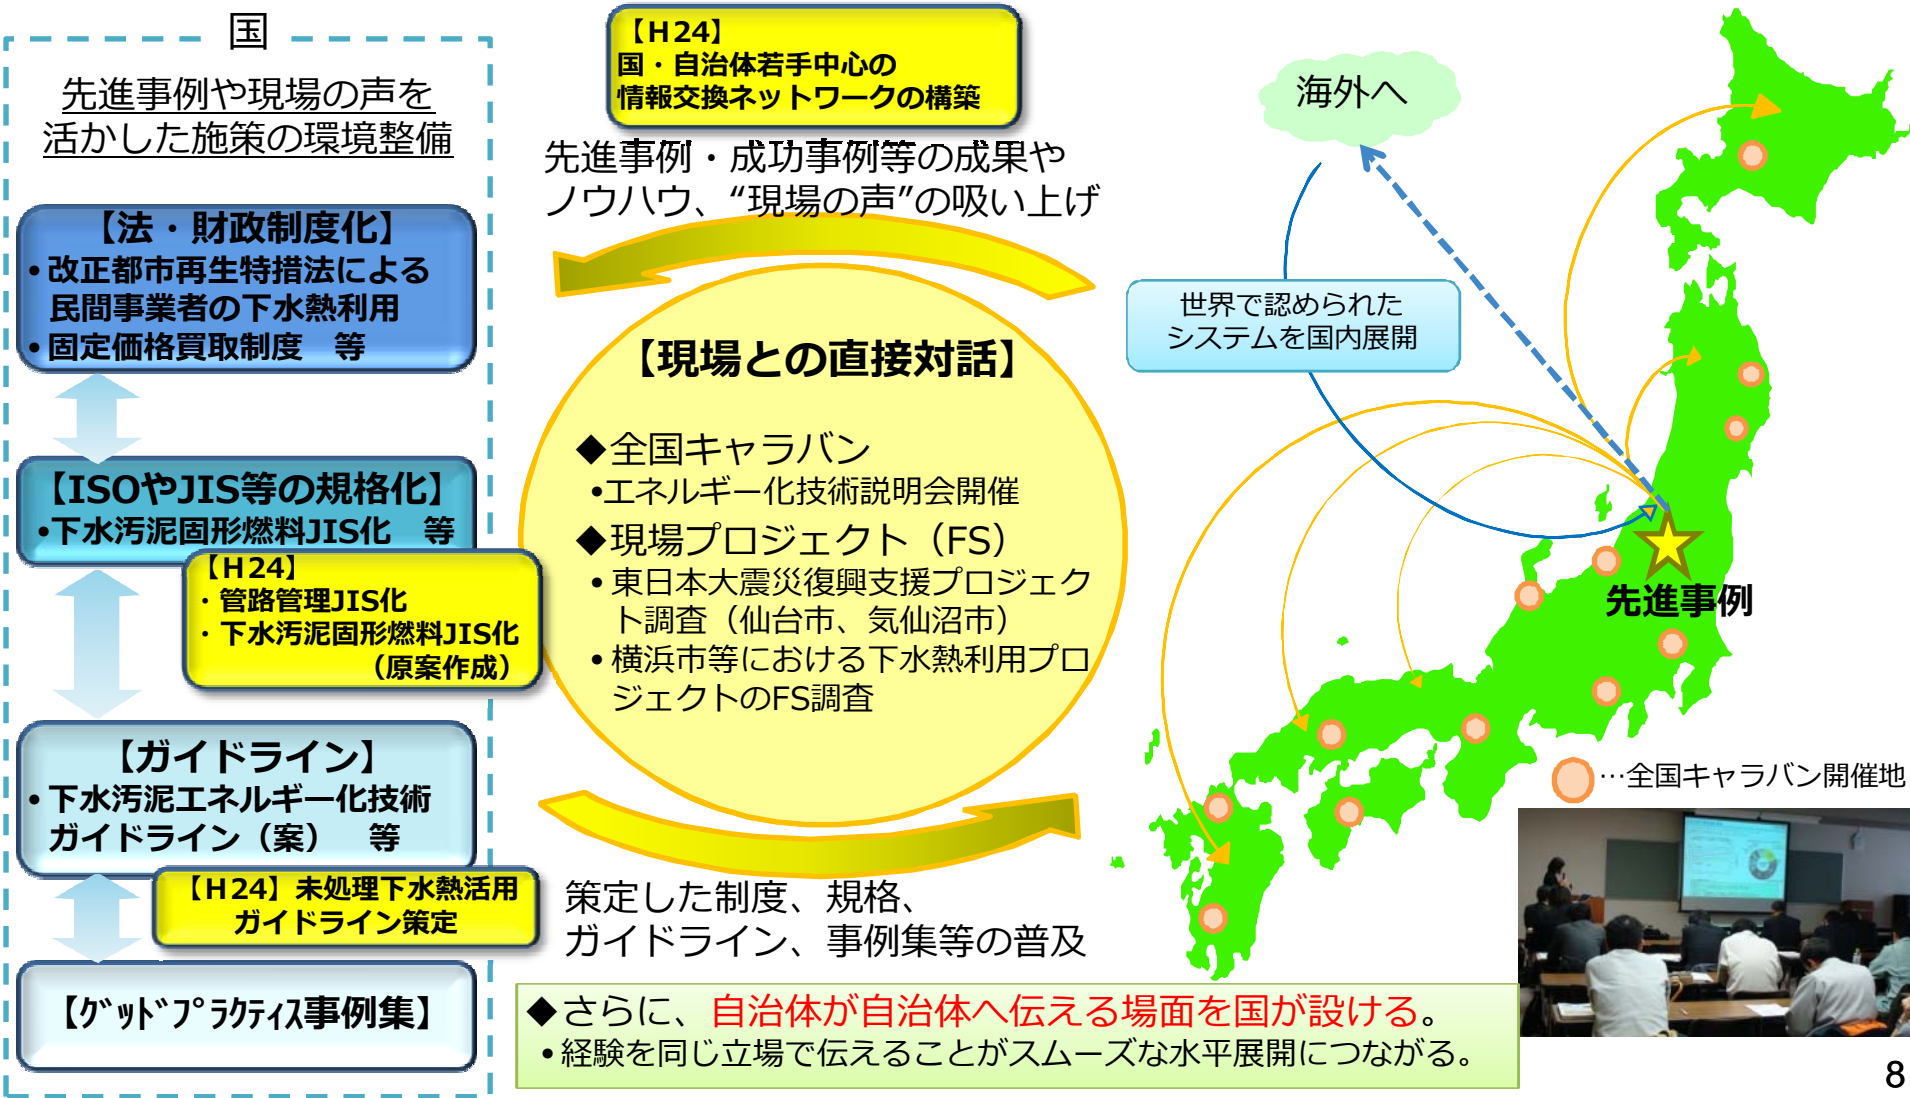 国
先進事例や現場の声を
活かした施策の環境整備
【法・財政制度化】
•改正都市再生特措法による
民間事業者の下水熱利用
•固定価格買取制度　等
【ISOやJIS等の規格化】
•下水汚泥固形燃料JIS化　等
【H24】
・管路管理JIS化
・下水汚泥固形燃料JIS化
（原案作成）
【ガイドライン】
•下水汚泥エネルギー化技術
ガイドライン（案）　等
【H24】未処理下水熱活用
ガイドライン策定
【ｸﾞｯﾄﾞﾌﾟﾗｸﾃｨｽ事例集】
【H24】
国・自治体若手中心の
情報交換ネットワークの構築
先進事例・成功事例等の成果や
ノウハウ、“現場の声”の吸い上げ
【現場との直接対話】
◆全国キャラバン
•エネルギー化技術説明会開催
◆現場プロジェクト（FS）
•東日本大震災復興支援プロジェク
ト調査（仙台市、気仙沼市）
•横浜市等における下水熱利用プロ
ジェクトのFS調査
策定した制度、規格、
ガイドライン、事例集等の普及
海外へ
世界で認められた
システムを国内展開
先進事例
…全国キャラバン開催地
◆さらに、自治体が自治体へ伝える場面を国が設ける。
•経験を同じ立場で伝えることがスムーズな水平展開につながる。
8